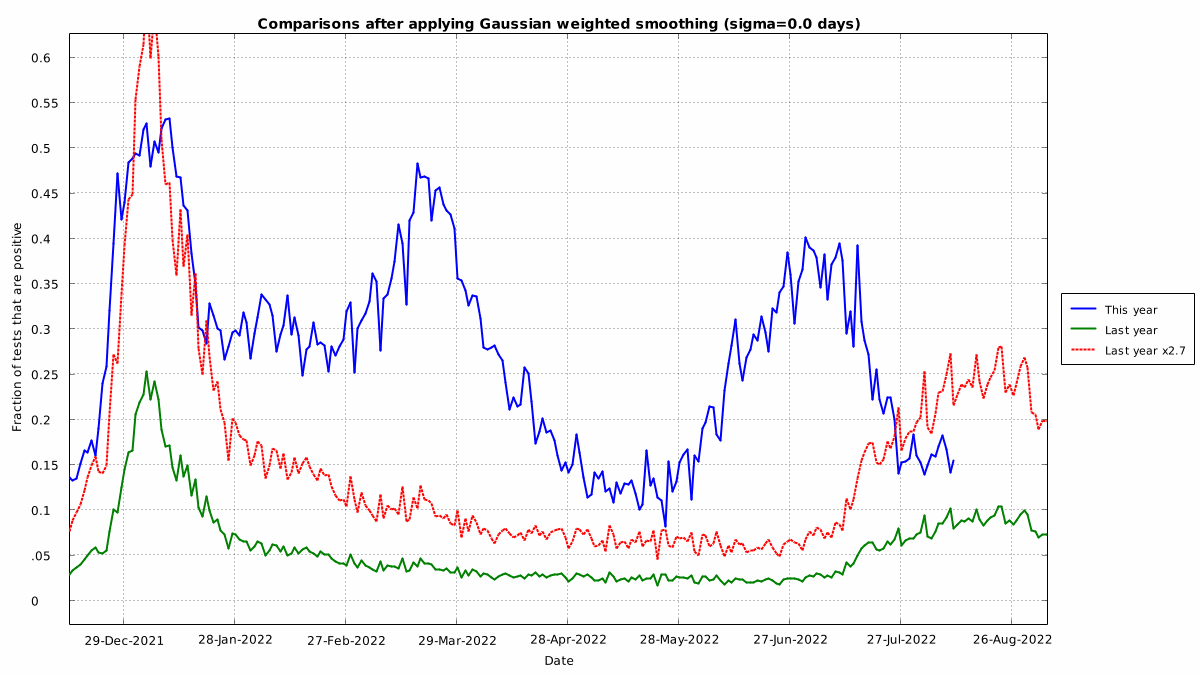 Comparisons after applying Gaussian weighted smoothing (sigma=0.0 days)
0.6
0.55
0.5
0.45
0.4
0.35
0.3
0.25
0.2
0.15
0.1
.05
0
Fraction of tests that are positive
29-Dec-2021 28-Jan-2022 27-Feb-2022 29-Mar-2022 28-Apr-2022 28-May-2022 27-Jun-2022 27-Jul-2022 26-Aug-2022
Date
This year
Last year
Last year x2.7